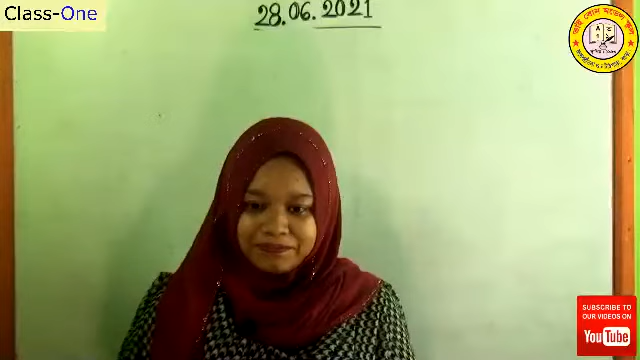 Class-One
28.06.2021
SUBSCRIBE TO
OUR VIDEOS ON
YouTube